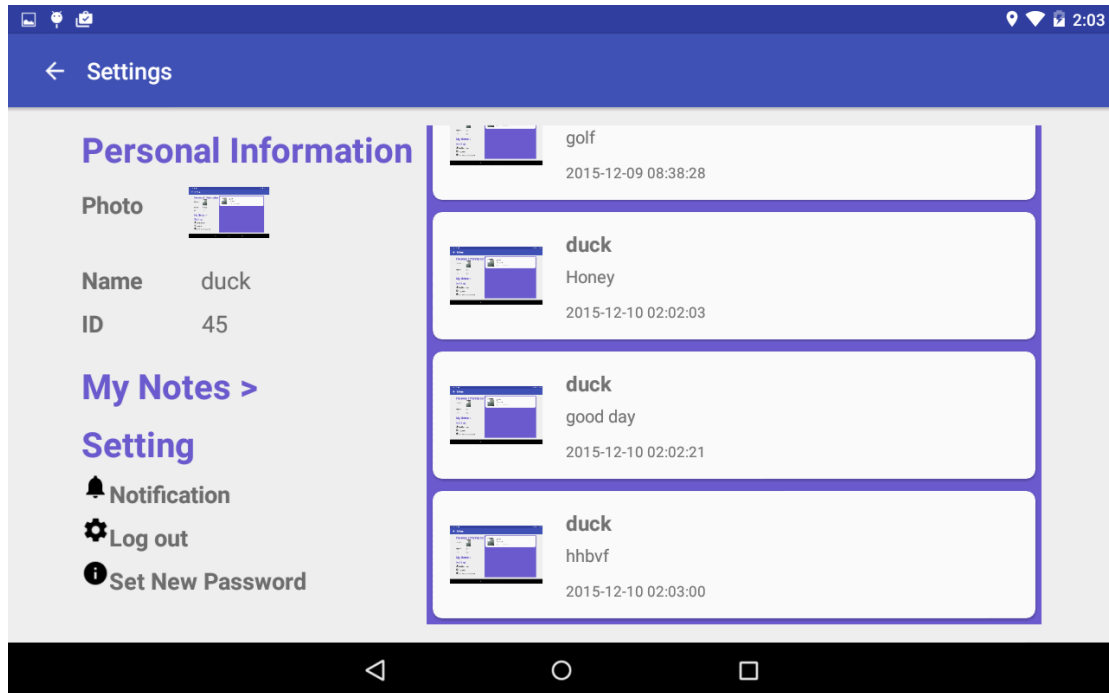 2:03
Settings
Personal Information
Photo
Name duck
ID 45
My Notes >
Setting
Notification
Log out
Set New Password
golf
2015-12-09 08:38:28
duck
Honey
2015-12-10 02:02:03
duck
good day
2015-12-10 02:02:21
duck
hhbvf
2015-12-10 02:03:00